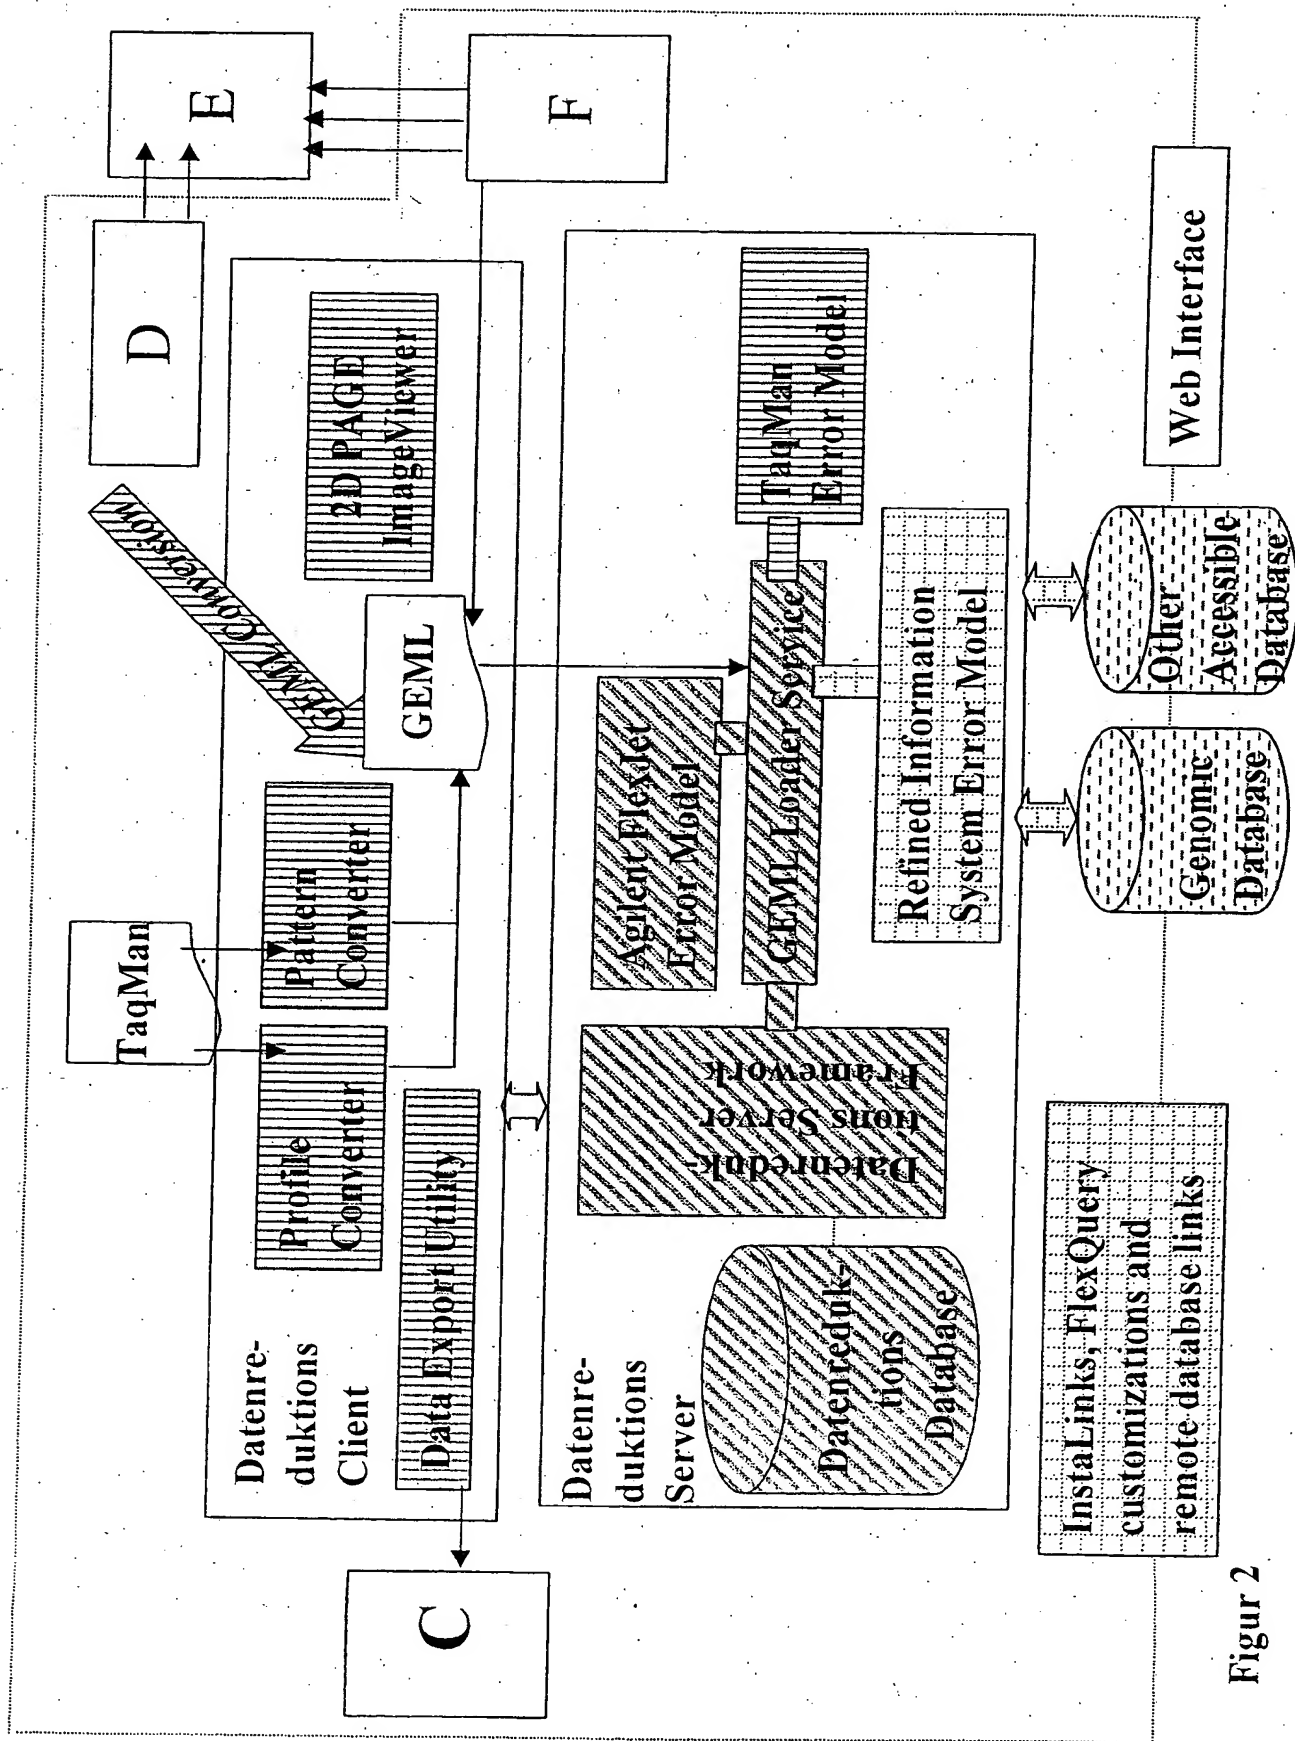 TaqMan
D
E
F
GEML Conversion
Datenre-
duktions
Client
Profile
Converter
Pattern
Converter
GEML
2D PAGE
ImageViewer
Data Export Utility
C
Datenre-
duktions
Server
Datenreduk-
tions Server
Framework
Agilent FlexJet
Error Model
GEML Loader Service
TaqMan
Error Model
Datenreduk-
tions
Database
Refined Information
System Error Model
InstaLinks, FlexQuery
customizations and
remote database links
Genomic
Database
Other
Accessible
Database
Web Interface
Figur 2